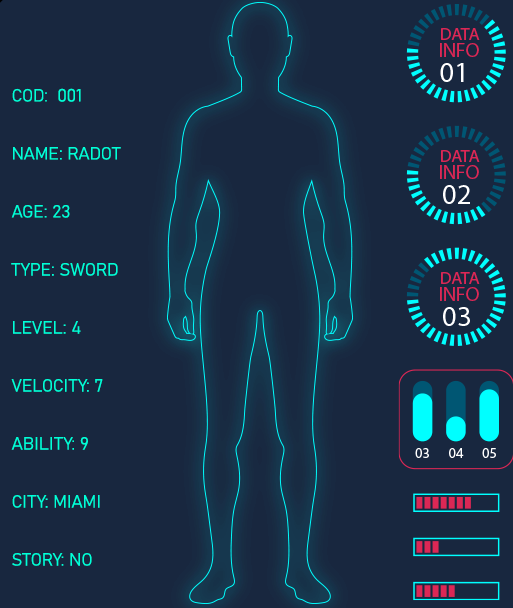 COD: 001
NAME: RADOT
AGE: 23
TYPE: SWORD
LEVEL: 4
VELOCITY: 7
ABILITY: 9
CITY: MIAMI
STORY: NO
DATA
INFO
01
DATA
INFO
02
DATA
INFO
03
03 04 05